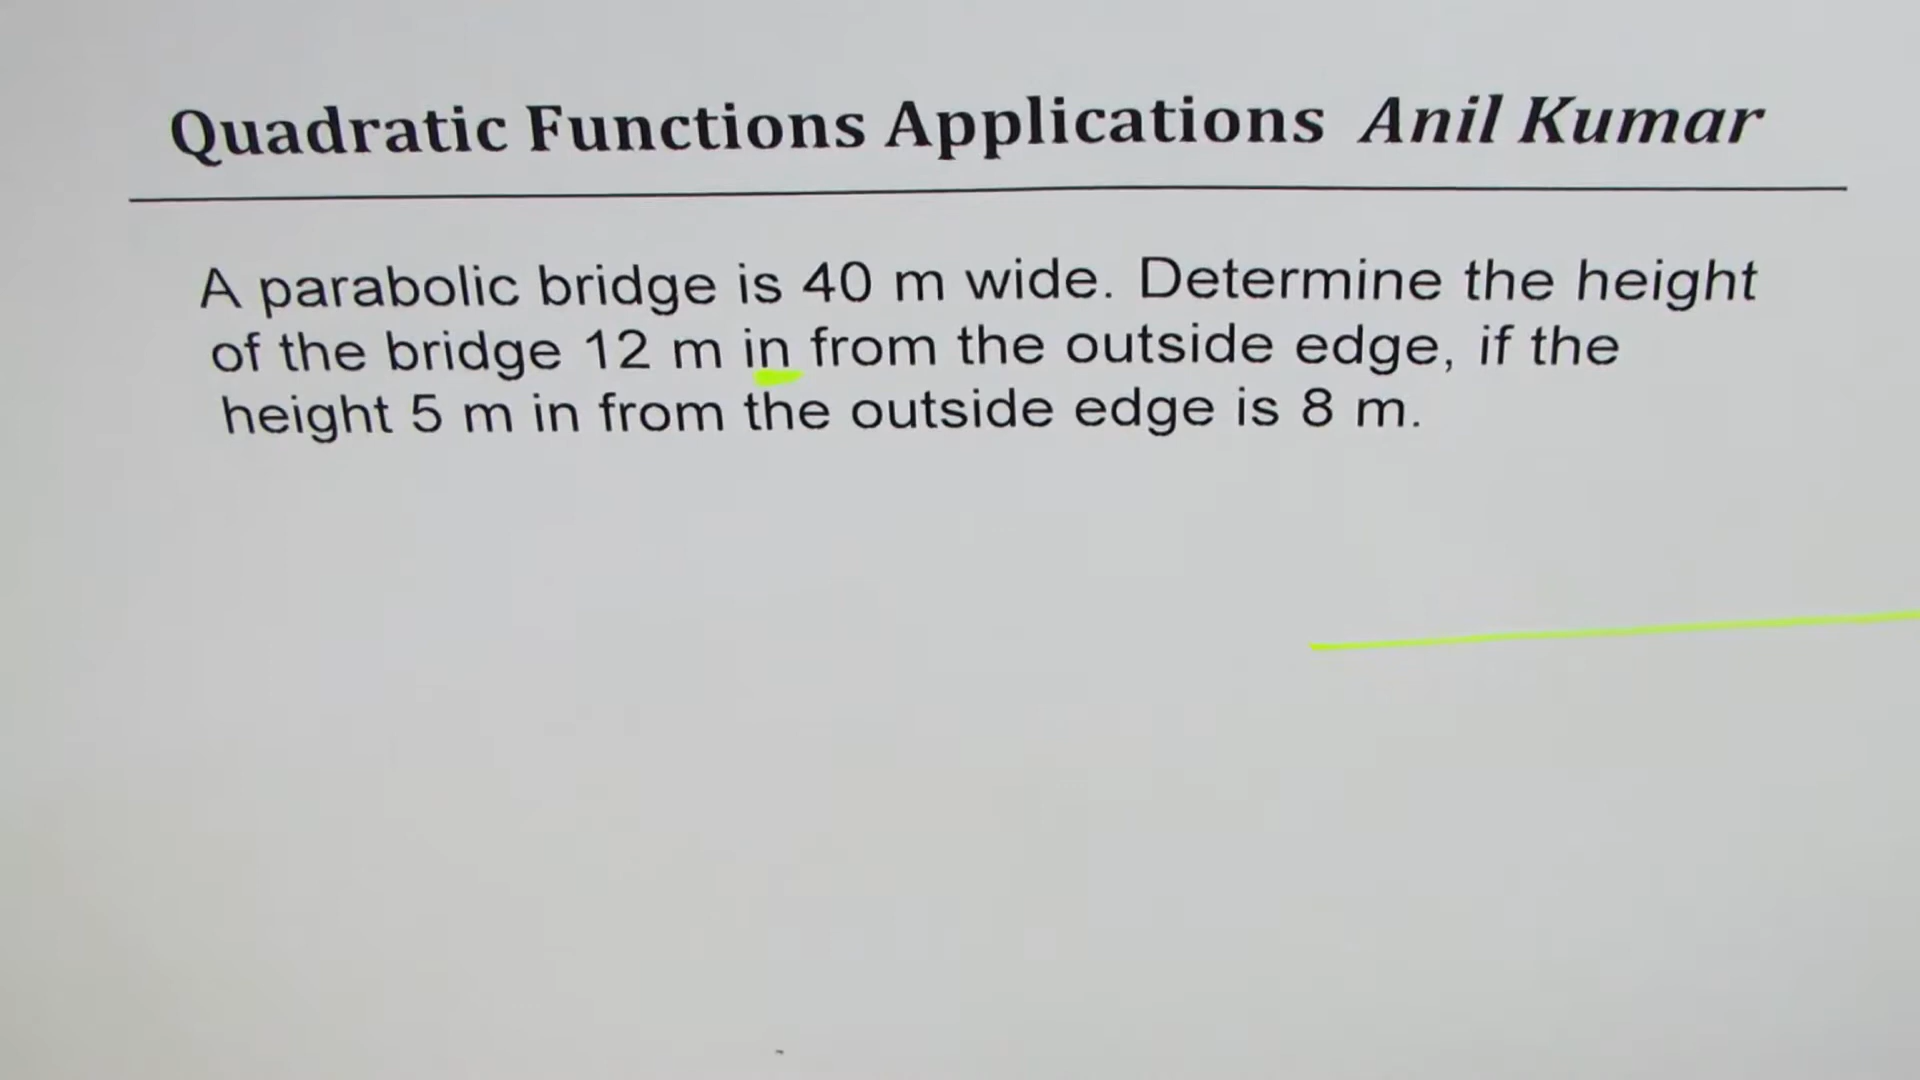 Quadratic Functions Applications Anil Kumar
A parabolic bridge is 40 m wide. Determine the height
of the bridge 12 m in from the outside edge, if the
height 5 m in from the outside edge is 8 m.